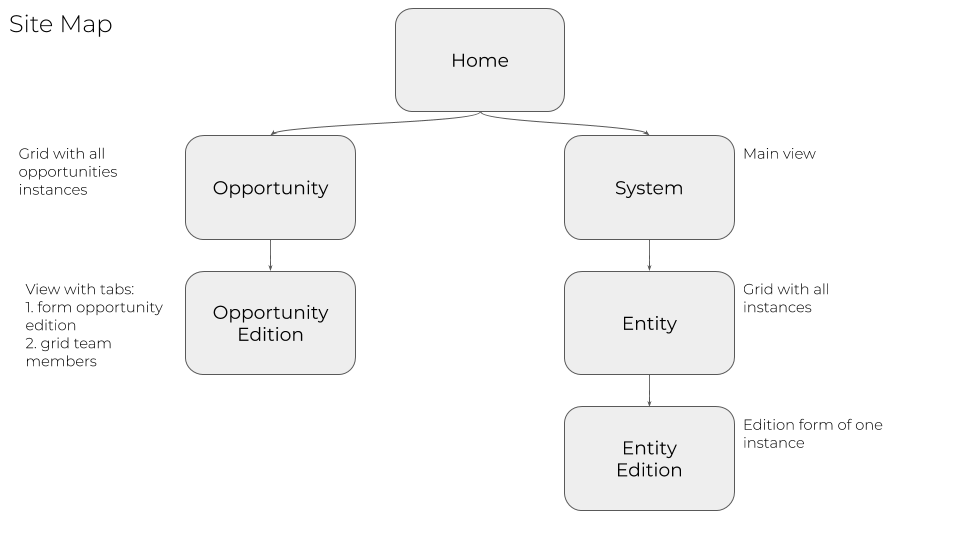 Site Map
Home
Grid with all
opportunities
instances
Opportunity
System
Main view
View with tabs:
1. form opportunity
edition
2. grid team
members
Opportunity
Edition
Entity
Grid with all
instances
Entity
Edition
Edition form of one
instance